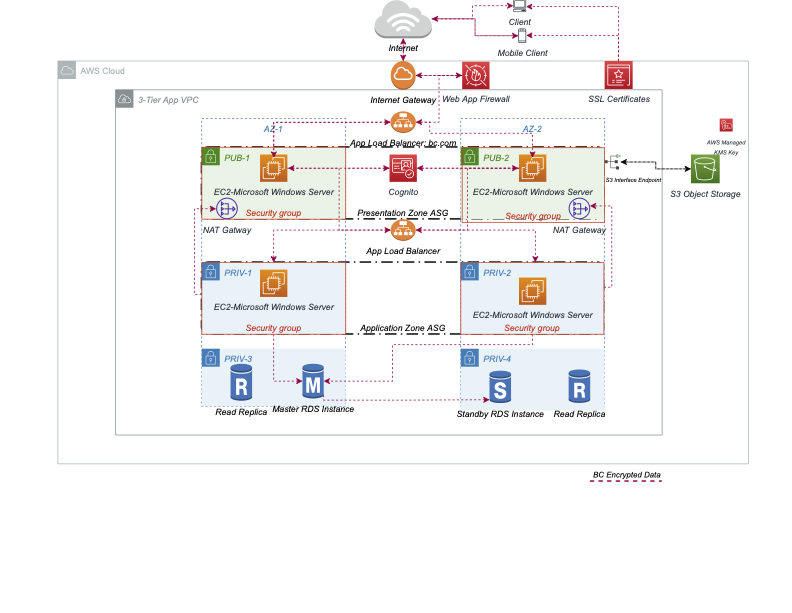 Client
Internet
Mobile Client
AWS Cloud
Internet Gateway
Web App Firewall
SSL Certificates
3-Tier App VPC
AZ-1
AZ-2
App Load Balancer: bc.com
AWS Managed
KMS Key
PUB-1
PUB-2
EC2-Microsoft Windows Server
Cognito
EC2-Microsoft Windows Server
S3 Interface Endpoint
S3 Object Storage
Security group
Presentation Zone ASG
Security group
NAT Gatway
NAT Gateway
App Load Balancer
PRIV-1
PRIV-2
EC2-Microsoft Windows Server
EC2-Microsoft Windows Server
Security group
Application Zone ASG
Security group
PRIV-3
PRIV-4
R
M
S
R
Read Replica
Master RDS Instance
Standby RDS Instance
Read Replica
BC Encrypted Data